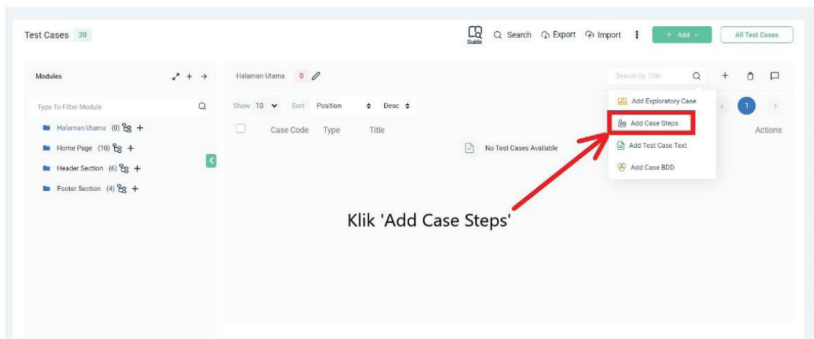 Test Cases 20
Guide
Search Export Import + Add All Test Cases
Modules
Type To Filter Module
Halaman Utama (0)
Home Page (10)
Header Section (6)
Footer Section (4)
Halaman Utama 0
Search By Title
Show 10 Sort Position Desc
1
Case Code Type Title Actions
No Test Cases Available
Add Exploratory Case
Add Case Steps
Add Test Case Text
Add Case BDD
Klik 'Add Case Steps'